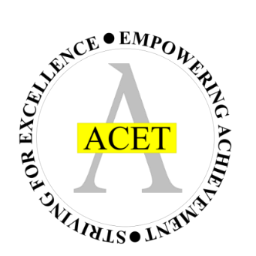 STRIVING FOR EXCELLENCE ● EMPOWERING ACHIEVEMENT ●
A
ACET